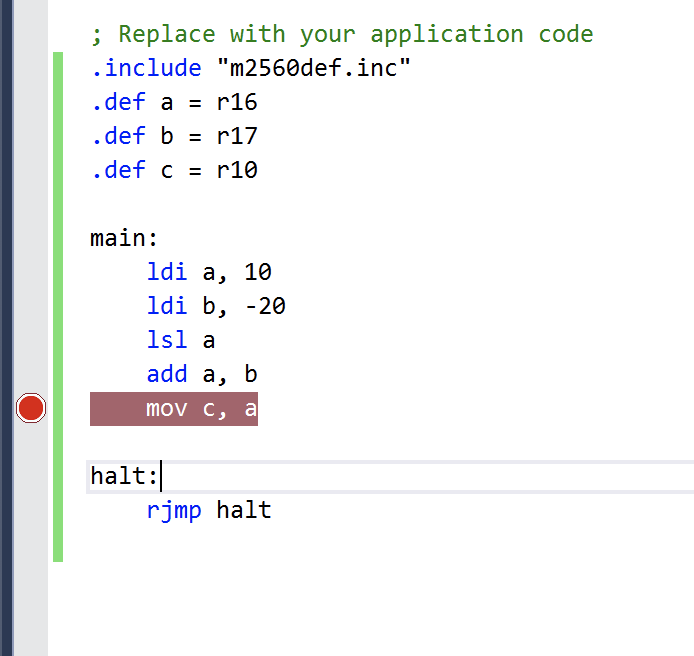 ; Replace with your application code
.include "m2560def.inc"
.def a = r16
.def b = r17
.def c = r10
main:
ldi a, 10
ldi b, -20
lsl a
add a, b
mov c, a
halt:
rjmp halt